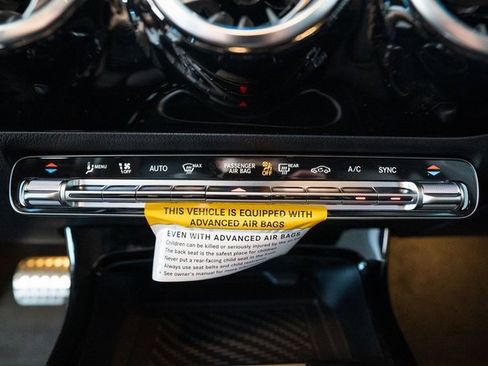 MENU OFF AUTO MAX PASSENGER AIR BAG OFF REAR A/C SYNC
THIS VEHICLE IS EQUIPPED WITH
ADVANCED AIR BAGS
EVEN WITH ADVANCED AIR BAGS
Children can be killed or seriously injured by the air
The back seat is the safest place for children
Never put a rear-facing child seat in the front
Always use seat belts and child restraints
• See owner's manual for more